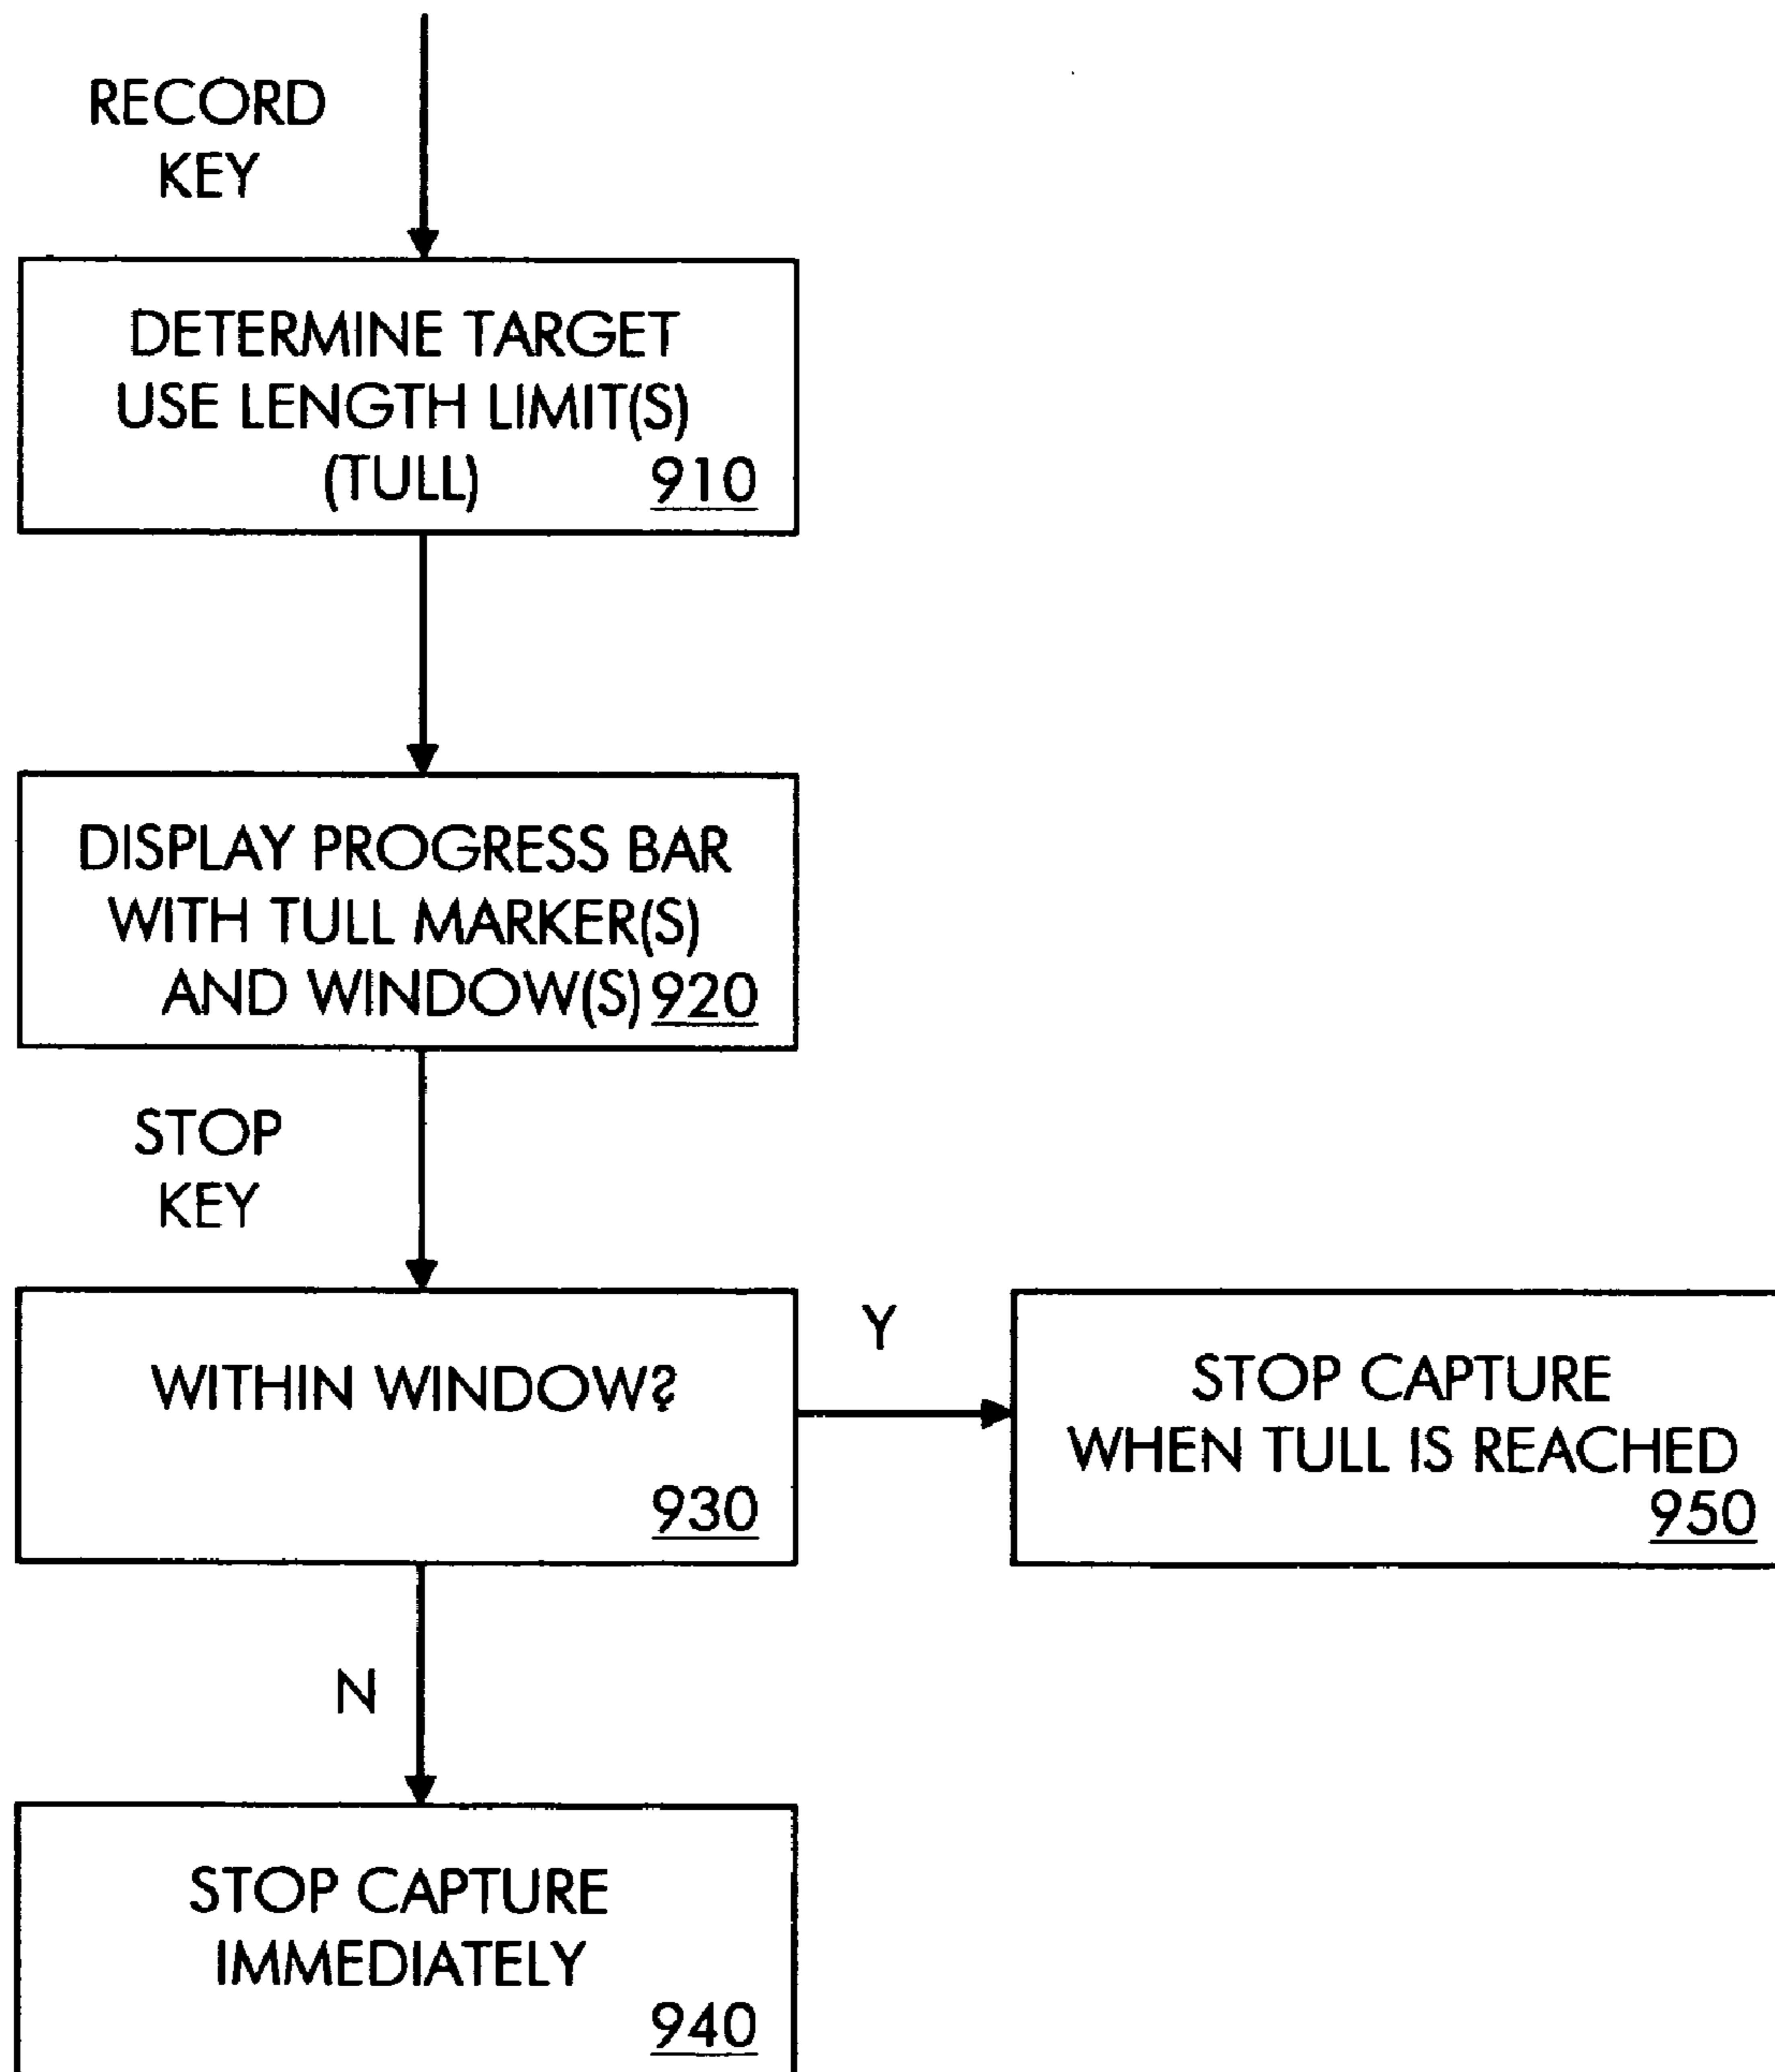 RECORD
KEY
DETERMINE TARGET
USE LENGTH LIMIT(S)
(TULL) 910
DISPLAY PROGRESS BAR
WITH TULL MARKER(S)
AND WINDOW(S) 920
STOP
KEY
WITHIN WINDOW?
930
Y
STOP CAPTURE
WHEN TULL IS REACHED
950
N
STOP CAPTURE
IMMEDIATELY
940